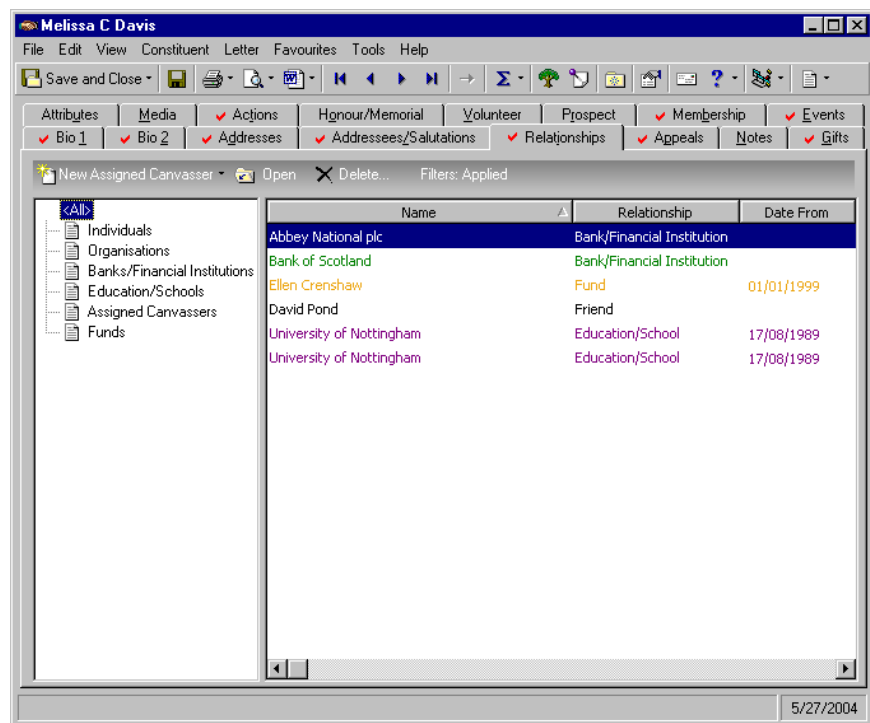 Melissa C Davis
File Edit View Constituent Letter Favourites Tools Help
Save and Close
Attributes Media Actions Honour/Memorial Volunteer Prospect Membership Events
Bio 1 Bio 2 Addresses Addressees/Salutations Relationships Appeals Notes Gifts
New Assigned Canvasser Open Delete... Filters: Applied
<All>
Individuals
Organisations
Banks/Financial Institutions
Education/Schools
Assigned Canvassers
Funds
Name Relationship Date From
Abbey National plc Bank/Financial Institution
Bank of Scotland Bank/Financial Institution
Ellen Crenshaw Fund 01/01/1999
David Pond Friend
University of Nottingham Education/School 17/08/1989
University of Nottingham Education/School 17/08/1989
5/27/2004